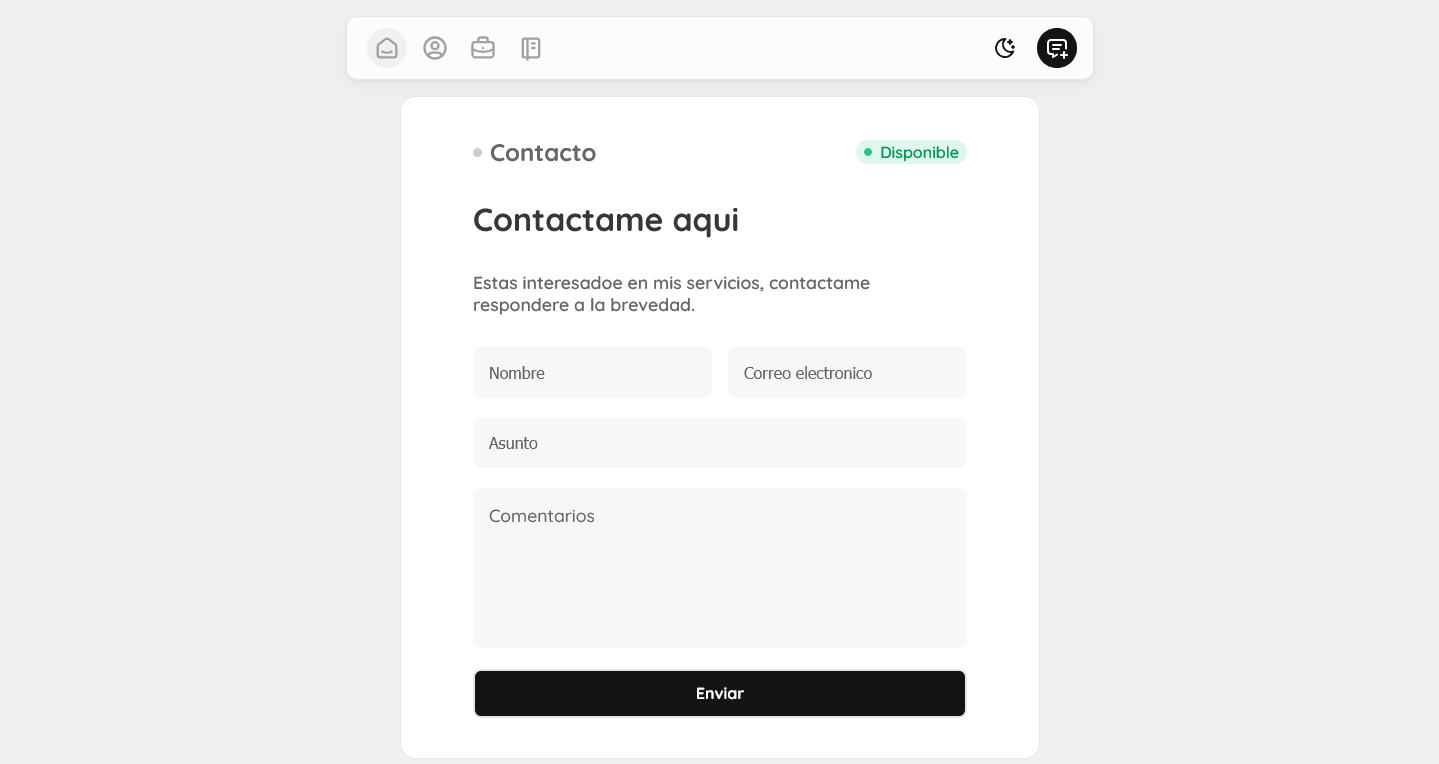 Contacto
Disponible
Contactame aqui
Estas interesadoe en mis servicios, contactame
respondere a la brevedad.
Nombre
Correo electronico
Asunto
Comentarios
Enviar